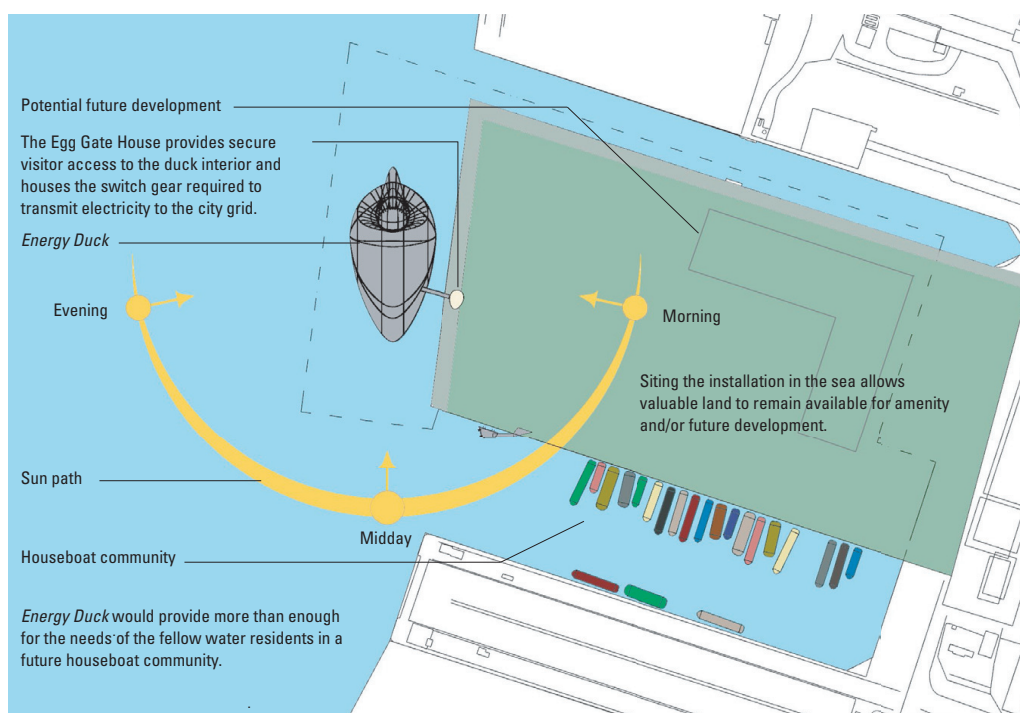 Potential future development
The Egg Gate House provides secure
visitor access to the duck interior and
houses the switch gear required to
transmit electricity to the city grid.
Energy Duck
Evening
Morning
Siting the installation in the sea allows
valuable land to remain available for amenity
and/or future development.
Sun path
Midday
Houseboat community
Energy Duck would provide more than enough
for the needs of the fellow water residents in a
future houseboat community.